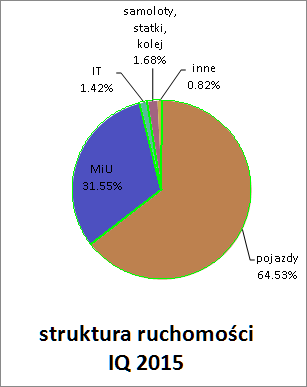 samoloty,
statki,
kolej
1.68%
IT
1.42%
inne
0.82%
MiU
31.55%
pojazdy
64.53%
struktura ruchomości
IQ 2015